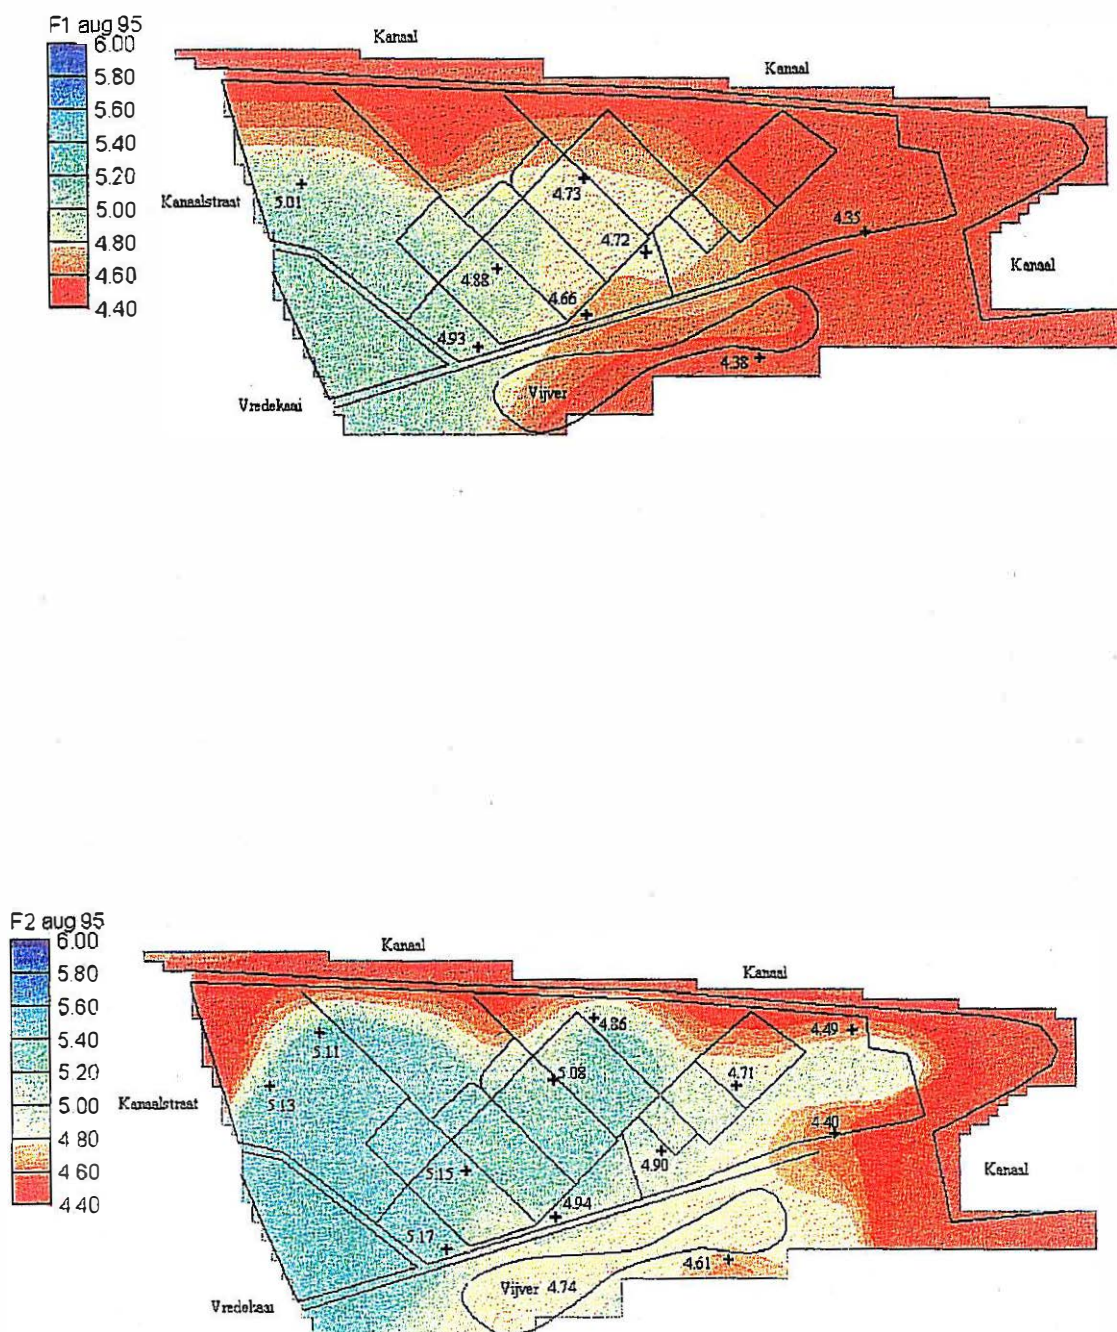 F1 aug 95
6.00
5.80
5.60
5.40
5.20
5.00
4.80
4.60
4.40
Kanaal
Kanaal
Kanaalstraat
5.01
4.73
4.72
4.35
4.88
4.66
4.93
4.38
Kanaal
Vredekaai
Vijver
F2 aug 95
6.00
5.80
5.60
5.40
5.20
5.00
4.80
4 60
4 40
Kanaal
Kanaal
4.86
4.49
5.11
5.08
4.71
5.13
Kanaalstraat
4.40
4.90
5.15
Kanaal
4.94
5.17
4.61
Vijver 4.74
Vredekaai